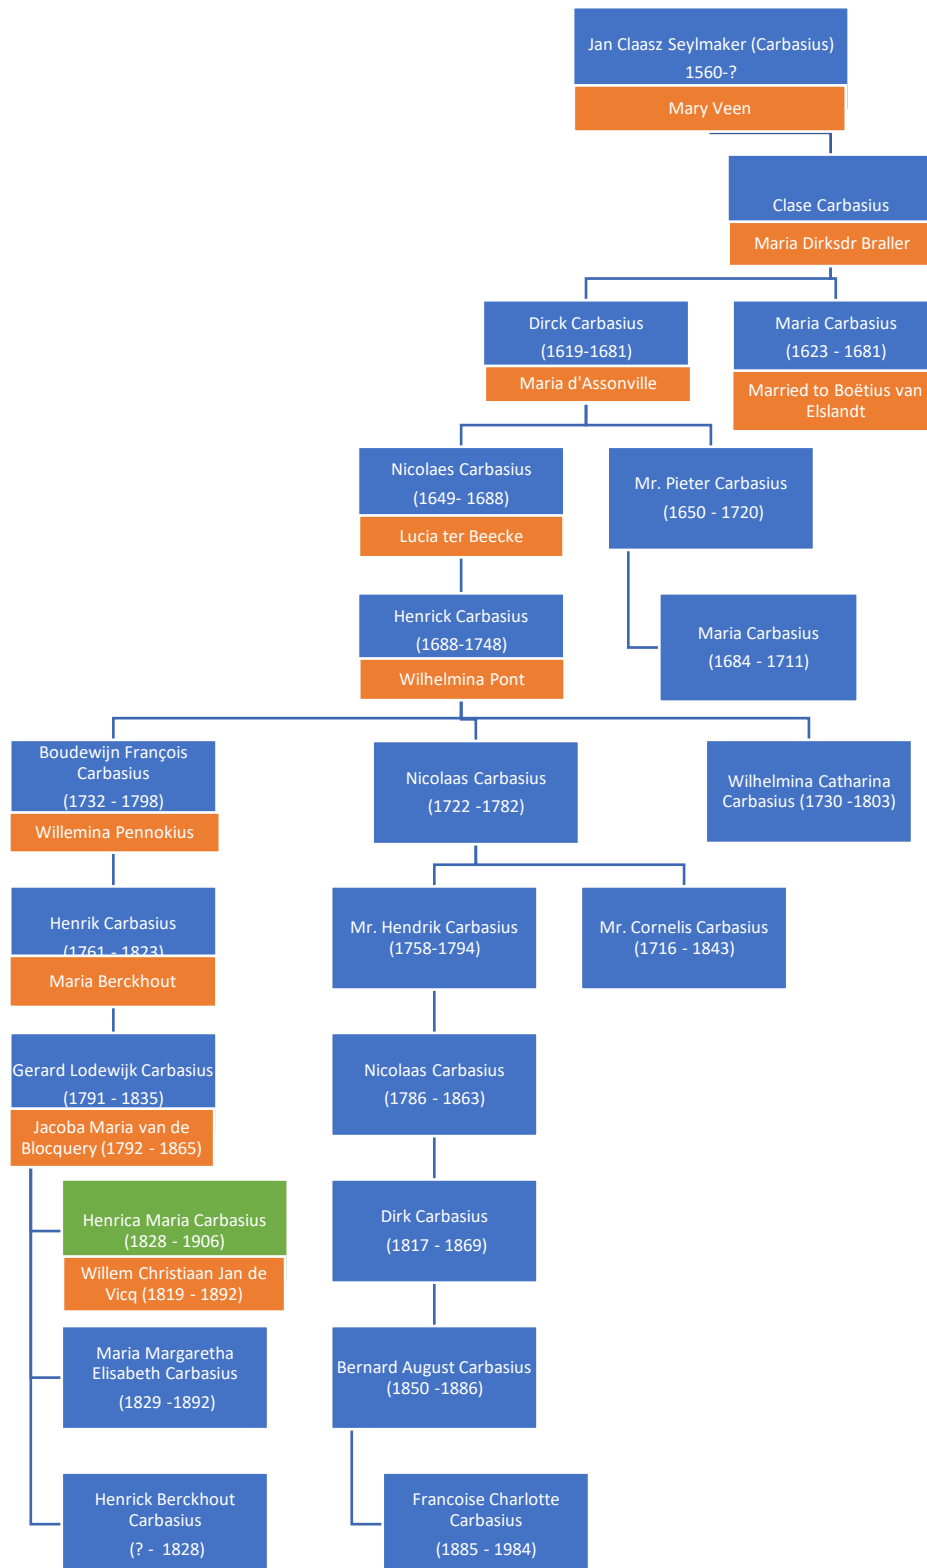 Jan Claasz Seylmaker (Carbasius)
1560-?
Mary Veen
Clase Carbasius
Maria Dirksdr Braller
Dirck Carbasius
(1619-1681)
Maria d'Assonville
Maria Carbasius
(1623 - 1681)
Married to Boëtius van
Elslandt
Nicolaes Carbasius
(1649- 1688)
Lucia ter Beecke
Mr. Pieter Carbasius
(1650 - 1720)
Henrick Carbasius
(1688-1748)
Wilhelmina Pont
Maria Carbasius
(1684 - 1711)
Boudewijn François
Carbasius
(1732 - 1798)
Willemina Pennokius
Nicolaas Carbasius
(1722 -1782)
Wilhelmina Catharina
Carbasius (1730 -1803)
Henrik Carbasius
(1761 - 1823)
Maria Berckhout
Mr. Hendrik Carbasius
(1758-1794)
Mr. Cornelis Carbasius
(1716 - 1843)
Gerard Lodewijk Carbasius
(1791 - 1835)
Jacoba Maria van de
Blocquery (1792 - 1865)
Nicolaas Carbasius
(1786 - 1863)
Henrica Maria Carbasius
(1828 - 1906)
Willem Christiaan Jan de
Vicq (1819 - 1892)
Dirk Carbasius
(1817 - 1869)
Maria Margaretha
Elisabeth Carbasius
(1829 -1892)
Bernard August Carbasius
(1850 -1886)
Henrick Berckhout
Carbasius
(? - 1828)
Francoise Charlotte
Carbasius
(1885 - 1984)